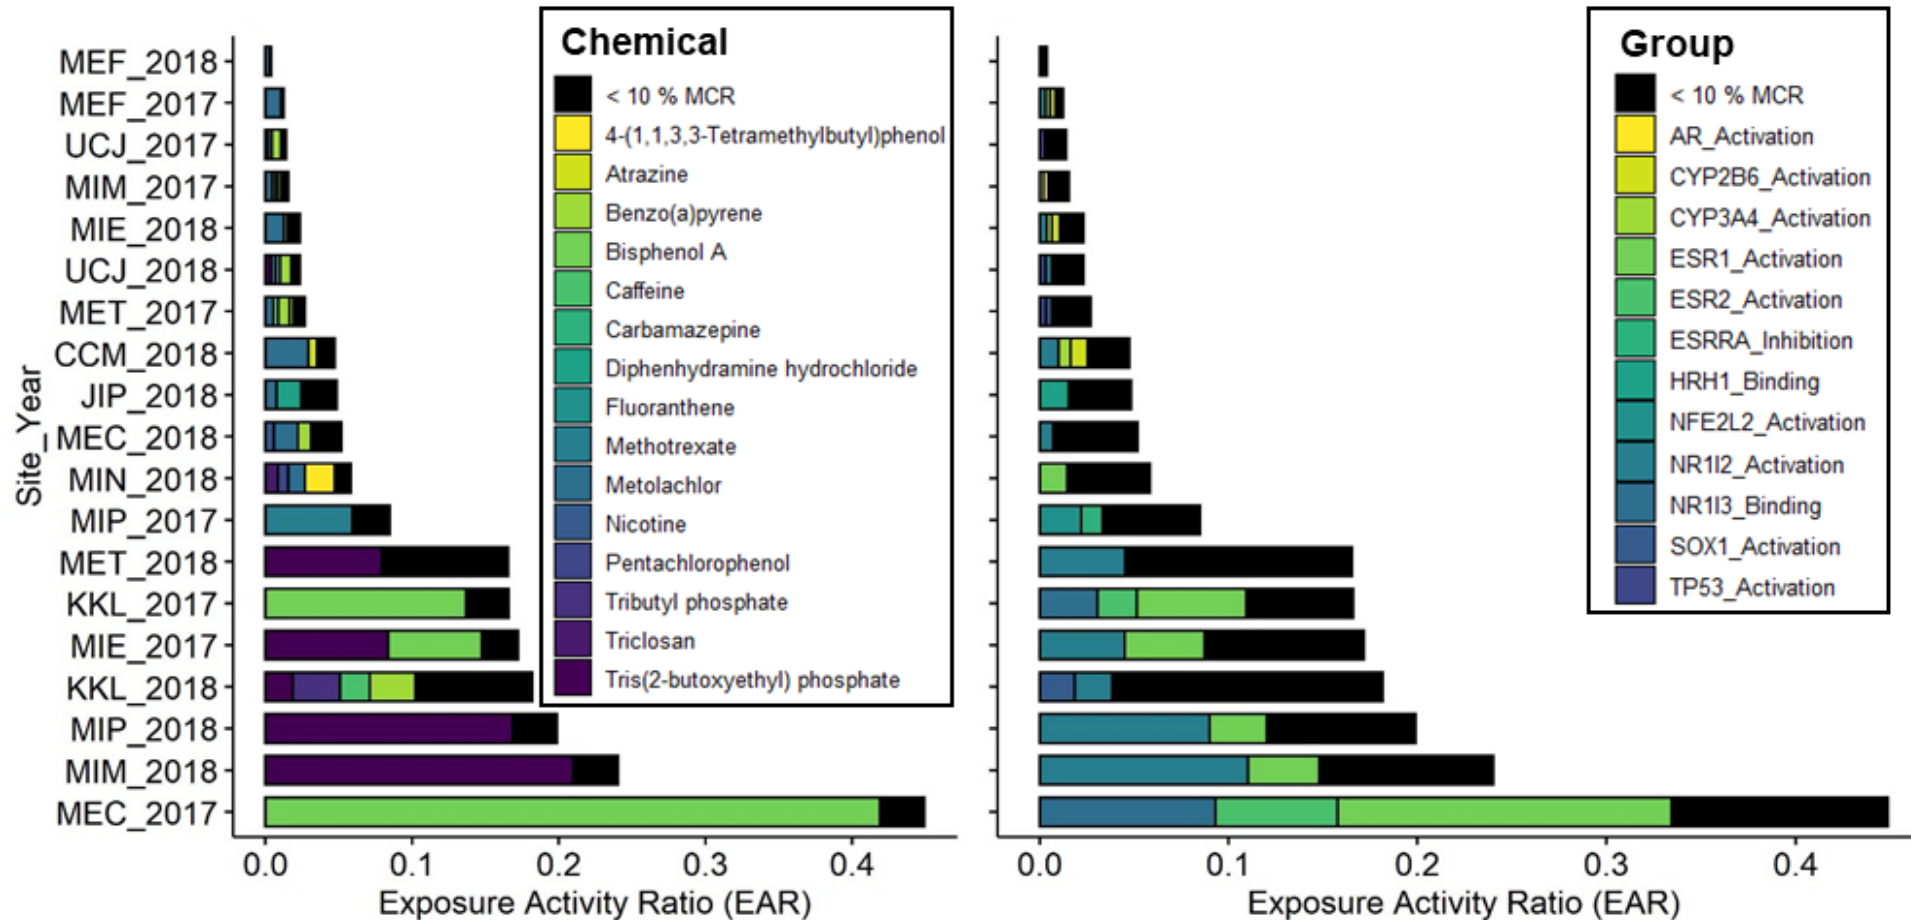 Site_Year
MEF_2018
MEF_2017
UCJ_2017
MIM_2017
MIE_2018
UCJ_2018
MET_2017
CCM_2018
JIP_2018
MEC_2018
MIN_2018
MIP_2017
MET_2018
KKL_2017
MIE_2017
KKL_2018
MIP_2018
MIM_2018
MEC_2017
0.0 0.1 0.2 0.3 0.4
Exposure Activity Ratio (EAR)
Chemical
< 10 % MCR
4-(1,1,3,3-Tetramethylbutyl)phenol
Atrazine
Benzo(a)pyrene
Bisphenol A
Caffeine
Carbamazepine
Diphenhydramine hydrochloride
Fluoranthene
Methotrexate
Metolachlor
Nicotine
Pentachlorophenol
Tributyl phosphate
Triclosan
Tris(2-butoxyethyl) phosphate
0.0 0.1 0.2 0.3 0.4
Exposure Activity Ratio (EAR)
Group
< 10 % MCR
AR_Activation
CYP2B6_Activation
CYP3A4_Activation
ESR1_Activation
ESR2_Activation
ESRRA_Inhibition
HRH1_Binding
NFE2L2_Activation
NR1I2_Activation
NR1I3_Binding
SOX1_Activation
TP53_Activation